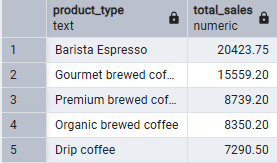 product_type
text
total_sales
numeric
1 Barista Espresso 20423.75
2 Gourmet brewed cof... 15559.20
3 Premium brewed cof... 8739.20
4 Organic brewed coffee 8350.20
5 Drip coffee 7290.50